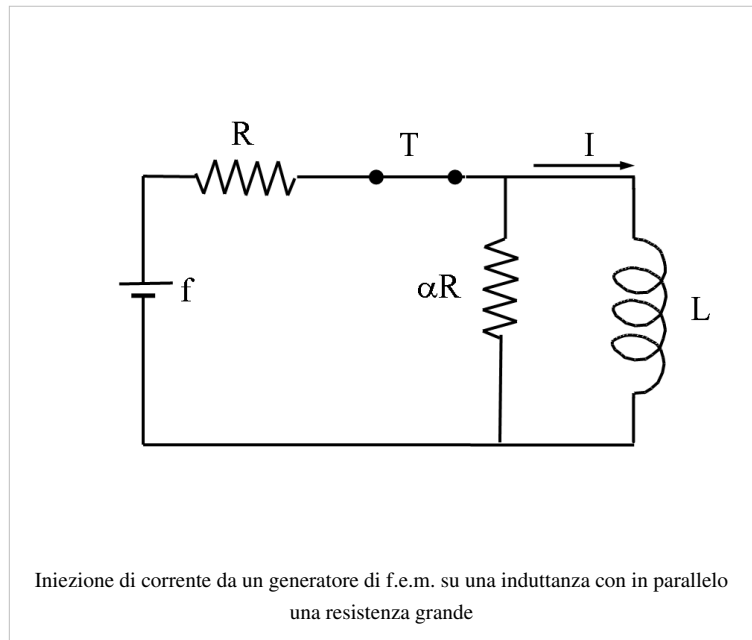 R
T
I
f
αR
L
Iniezione di corrente da un generatore di f.e.m. su una induttanza con in parallelo
una resistenza grande